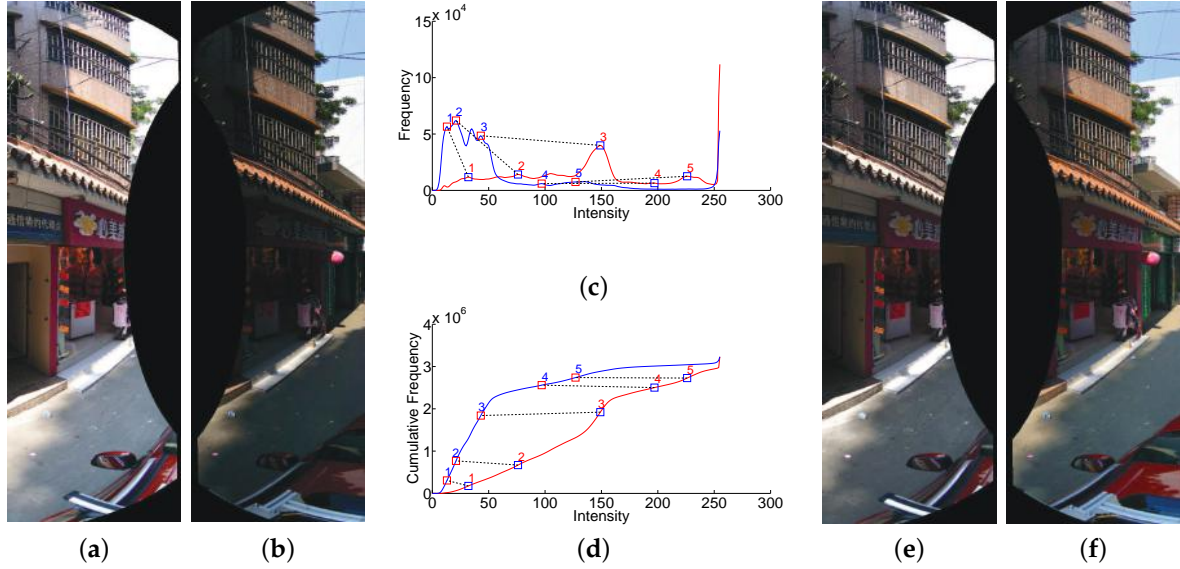 15
x 10^4
10
5
0
0 50 100 150 200 250 300
Frequency
Intensity
1 2 3 4 5
1 2 3 4 5
(c)
4
x 10^6
3
2
1
0
0 50 100 150 200 250 300
Cumulative Frequency
Intensity
1 2 3 4 5
1 2 3 4 5
(a) (b) (d) (e) (f)